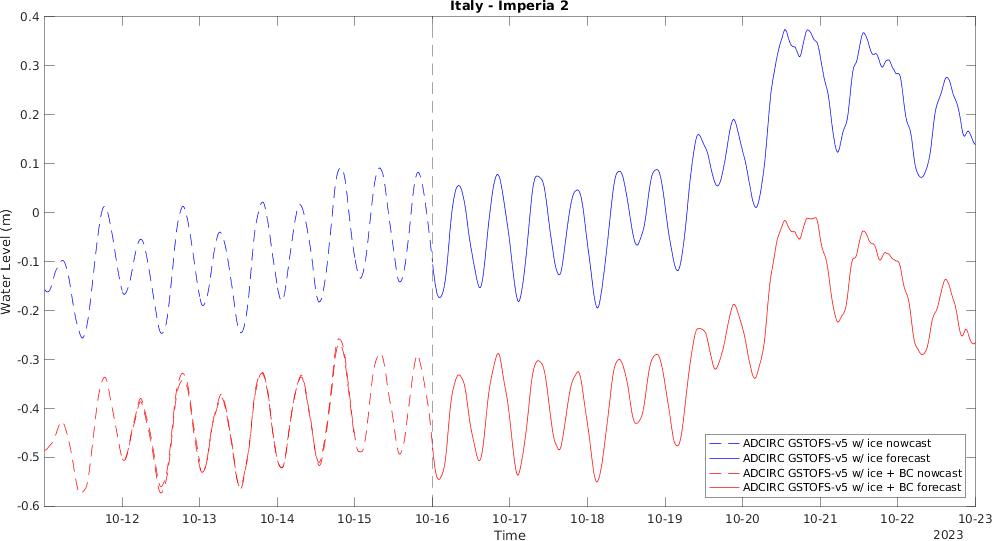 Italy - Imperia 2
Water Level (m)
0.4
0.3
0.2
0.1
0
-0.1
-0.2
-0.3
-0.4
-0.5
-0.6
ADCIRC GSTOFS-v5 w/ ice nowcast
ADCIRC GSTOFS-v5 w/ ice forecast
ADCIRC GSTOFS-v5 w/ ice + BC nowcast
ADCIRC GSTOFS-v5 w/ ice + BC forecast
10-12 10-13 10-14 10-15 10-16 10-17 10-18 10-19 10-20 10-21 10-22 10-23
Time
2023